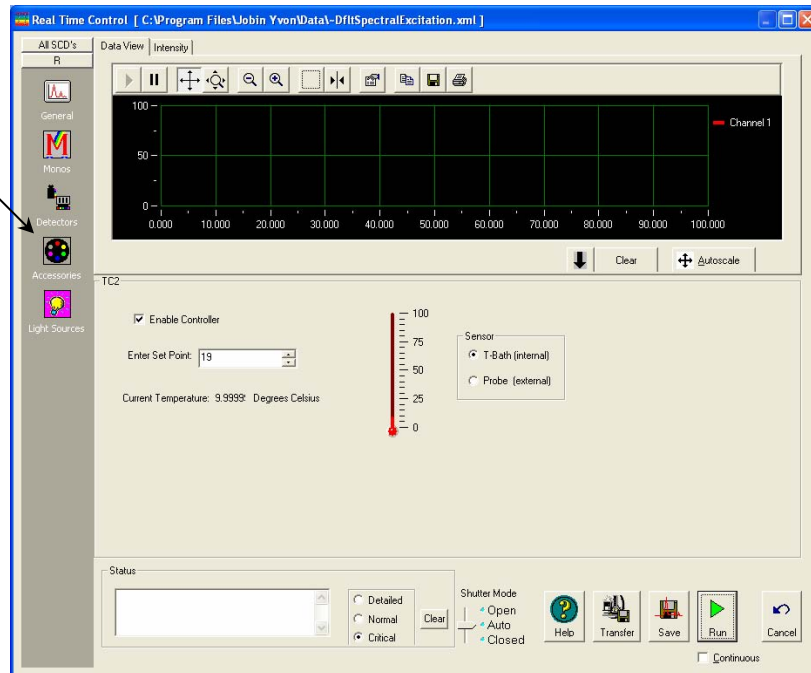 Real Time Control [ C:\Program Files\Jobin Yvon\Data\~DfltSpectralExcitation.xml ]
All SCD's
R
General
Monos
Detectors
Accessories
Light Sources
Data View
Intensity
100
50
0
0.000 10.000 20.000 30.000 40.000 50.000 60.000 70.000 80.000 90.000 100.000
Channel 1
Clear
Autoscale
TC2
Enable Controller
Enter Set Point: 19
Current Temperature: 9.9999 Degrees Celsius
100
75
50
25
0
Sensor
T-Bath (internal)
Probe (external)
Status
Detailed
Normal
Critical
Clear
Shutter Mode
Open
Auto
Closed
Help
Transfer
Save
Run
Cancel
Continuous